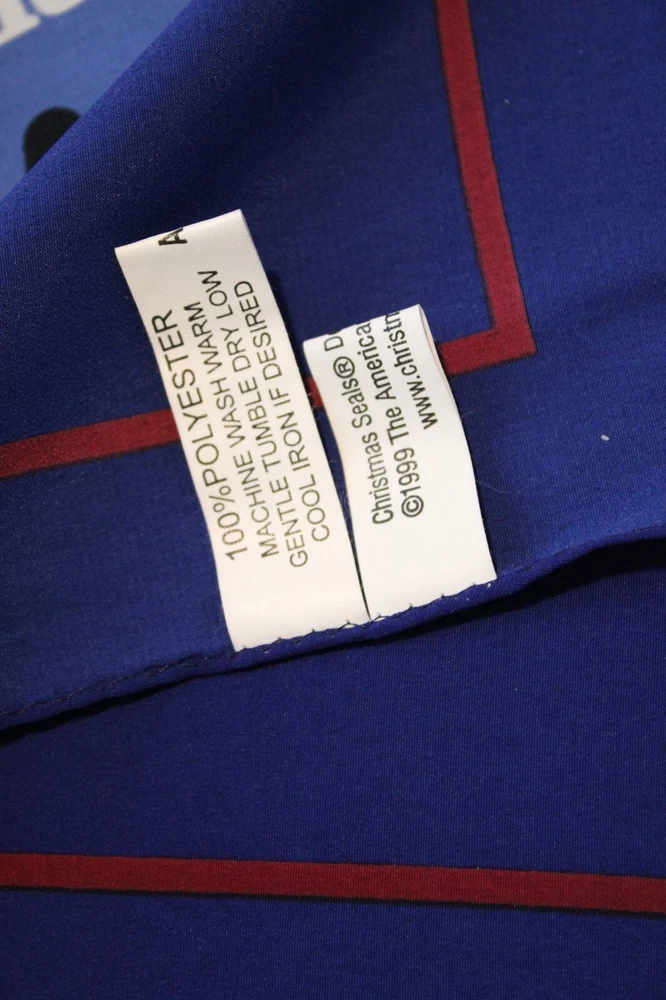 A
100%POLYESTER
MACHINE WASH WARM
GENTLE TUMBLE DRY LOW
COOL IRON IF DESIRED
Christmas Seals® D
©1999 The America
www.christm